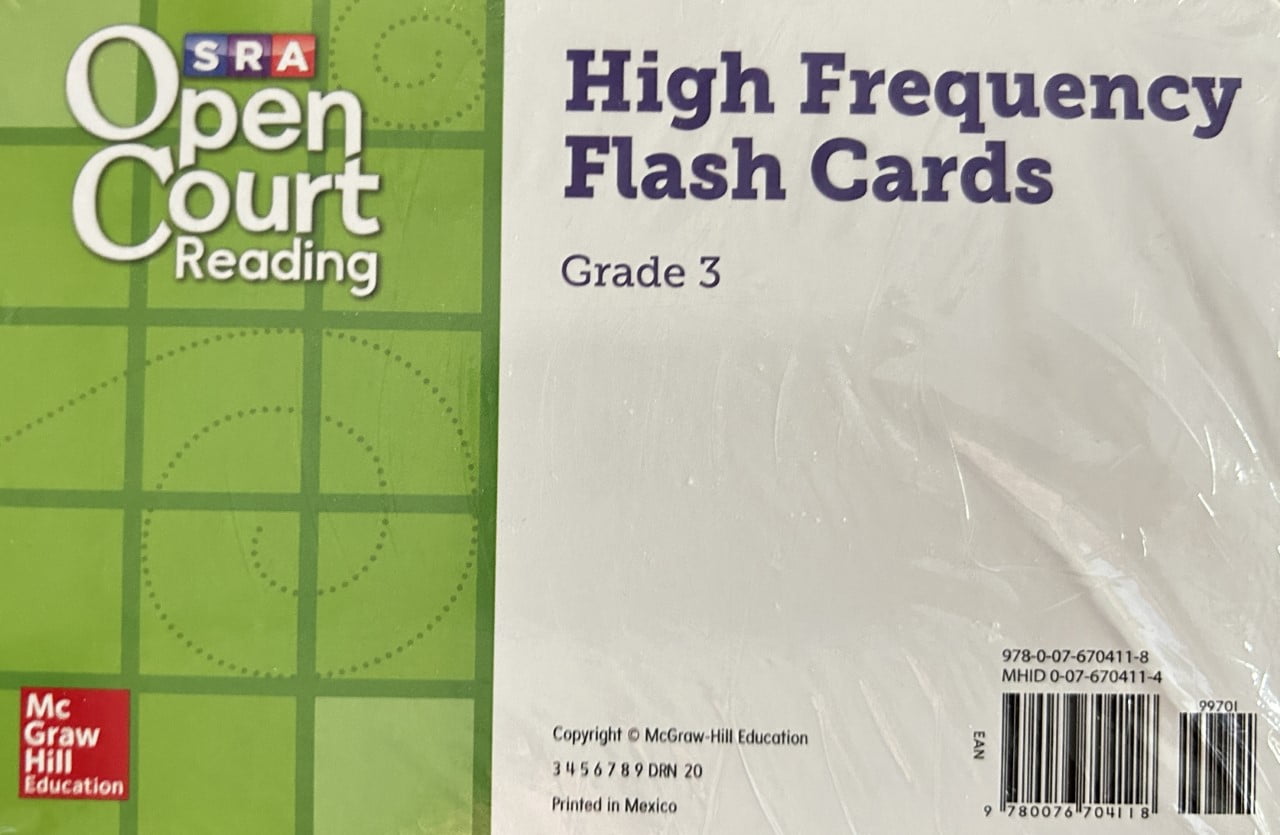 SRA
Open
Court
Reading
High Frequency
Flash Cards
Grade 3
Mc
Graw
Hill
Education
Copyright © McGraw-Hill Education
3 4 5 6 7 8 9 DRN 20
Printed in Mexico
978-0-07-670411-8
MHID 0-07-670411-4
99701
EAN
9 780076 704118